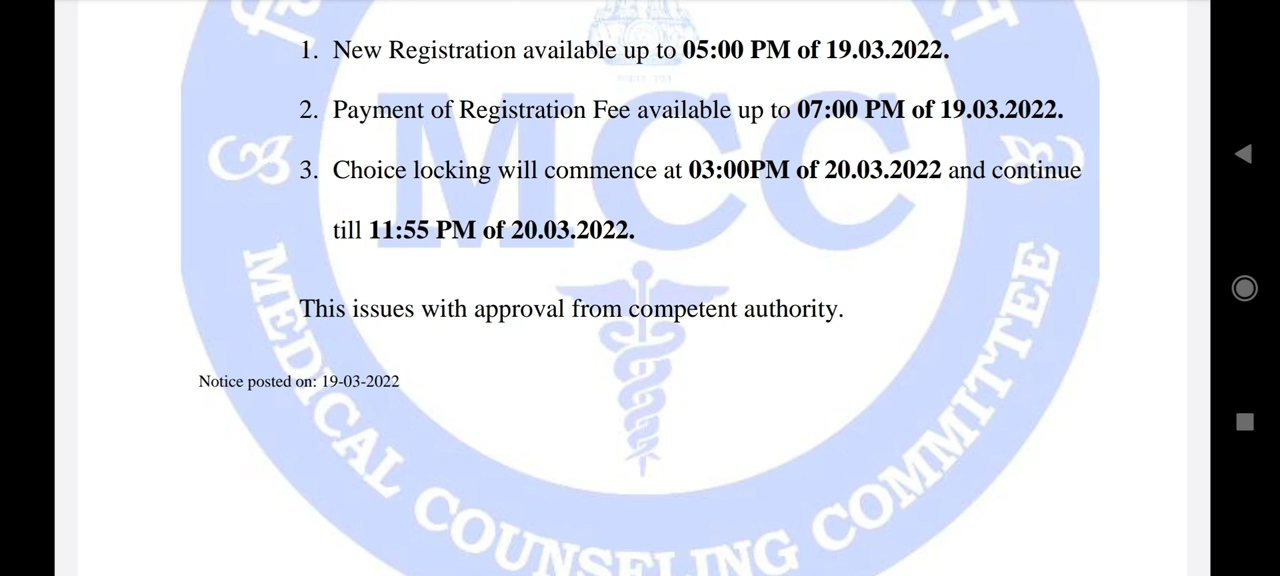 1. New Registration available up to 05:00 PM of 19.03.2022.
2. Payment of Registration Fee available up to 07:00 PM of 19.03.2022.
3. Choice locking will commence at 03:00PM of 20.03.2022 and continue
till 11:55 PM of 20.03.2022.
This issues with approval from competent authority.
Notice posted on: 19-03-2022
MCC
MEDICAL COUNSELING COMMITTEE